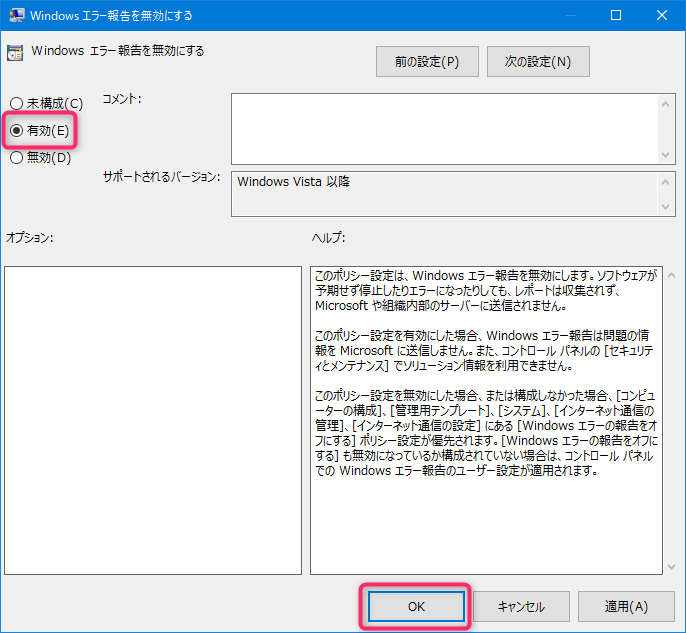 Windows エラー報告を無効にする
Windows エラー報告を無効にする
前の設定(P)
次の設定(N)
未構成(C)
有効(E)
無効(D)
コメント:
サポートされるバージョン:
Windows Vista 以降
オプション:
ヘルプ:
このポリシー設定は、Windows エラー報告を無効にします。ソフトウェアが
予期せず停止したりエラーになったりしても、レポートは収集されず、
Microsoft や組織内部のサーバーに送信されません。
このポリシー設定を有効にした場合、Windows エラー報告は問題の情
報を Microsoft に送信しません。また、コントロール パネルの [セキュリテ
ィとメンテナンス] でソリューション情報を利用できません。
このポリシー設定を無効にした場合、または構成しなかった場合、[コンピュ
ーターの構成]、[管理用テンプレート]、[システム]、[インターネット通信の
管理]、[インターネット通信の設定] にある [Windows エラーの報告をオ
フにする] ポリシー設定が優先されます。[Windows エラーの報告をオフに
する] も無効になっているか構成されていない場合は、コントロール パネル
での Windows エラー報告のユーザー設定が適用されます。
OK
キャンセル
適用(A)